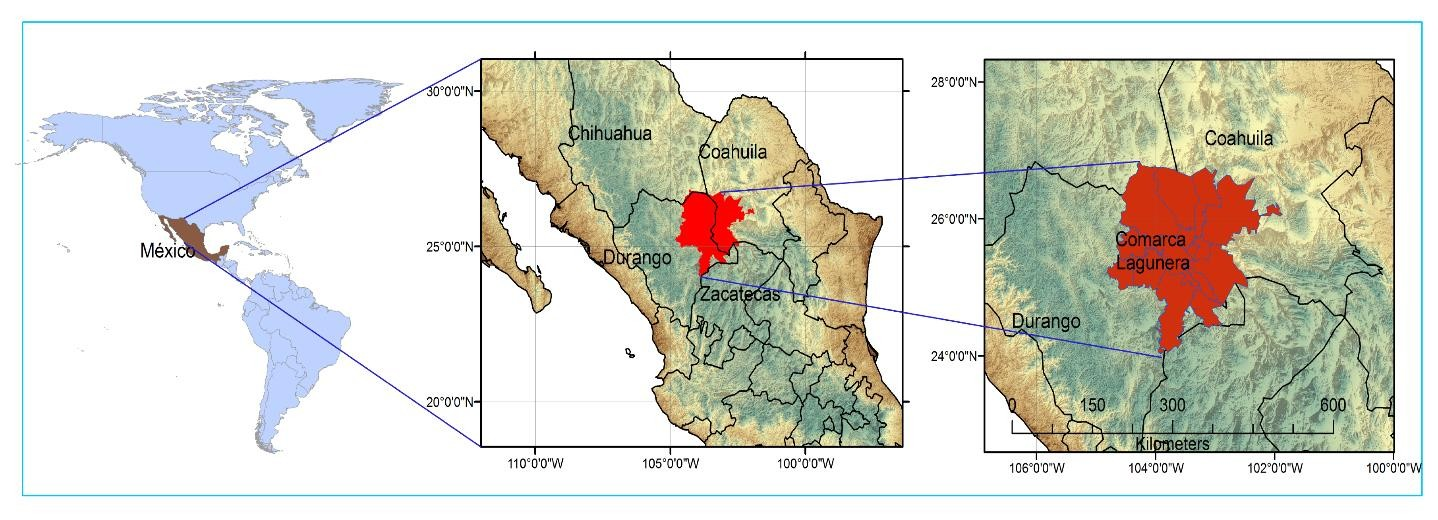 México
30°0'0"N
25°0'0"N
20°0'0"N
110°0'0"W
105°0'0"W
100°0'0"W
Chihuahua
Coahuila
Durango
Zacatecas
28°0'0"N
26°0'0"N
24°0'0"N
Coahuila
Comarca
Lagunera
Durango
0 150 300 600
Kilometers
106°0'0"W
104°0'0"W
102°0'0"W
100°0'0"W